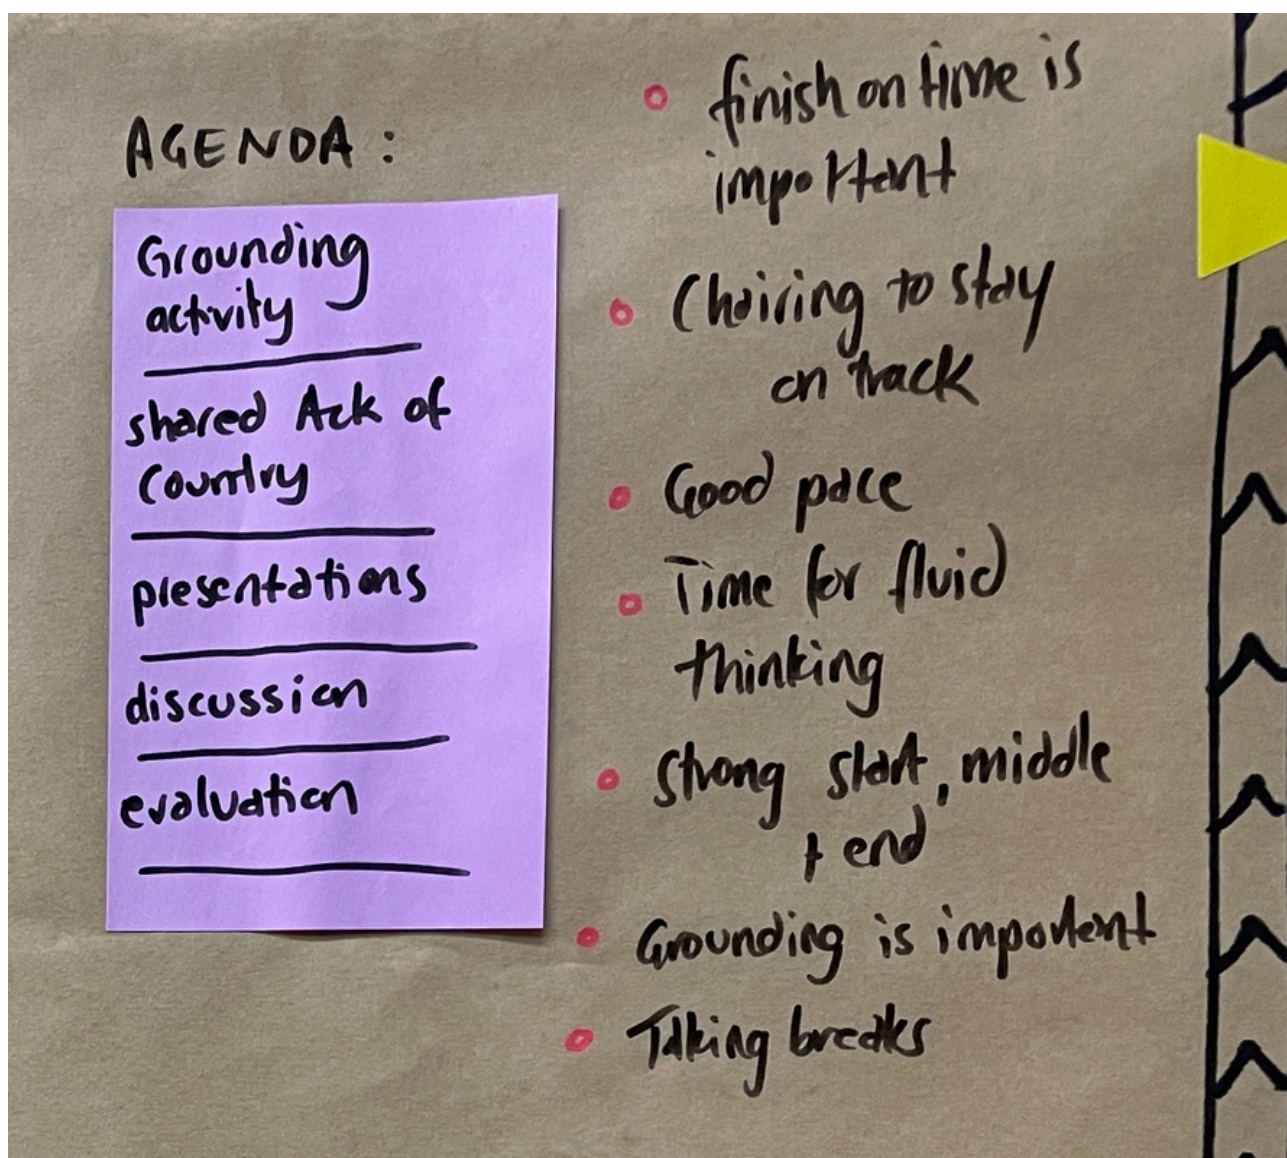 AGENDA:
Grounding
activity
shared Ack of
Country
presentations
discussion
evaluation
finish on time is
important
Chairing to stay
on track
Good pace
Time for fluid
thinking
Strong start, middle
+ end
Grounding is important
Talking breaks